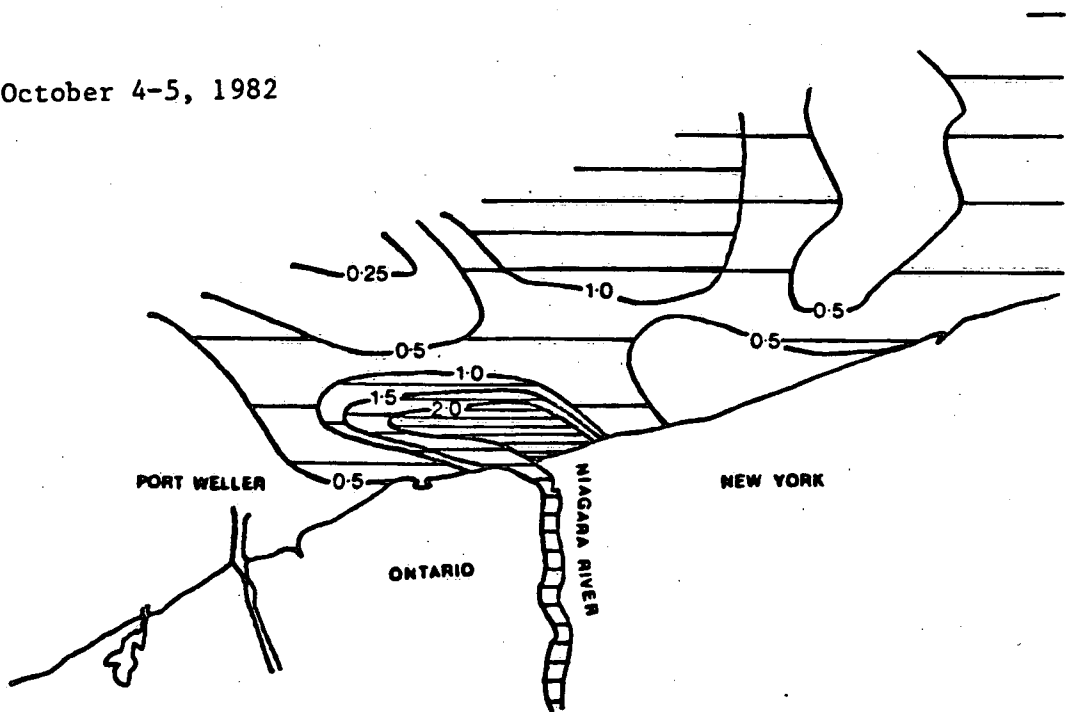 October 4-5, 1982
0·25
1·0
0·5
0·5
0·5
1·0
1·5
2·0
PORT WELLER
0·5
NIAGARA RIVER
NEW YORK
ONTARIO